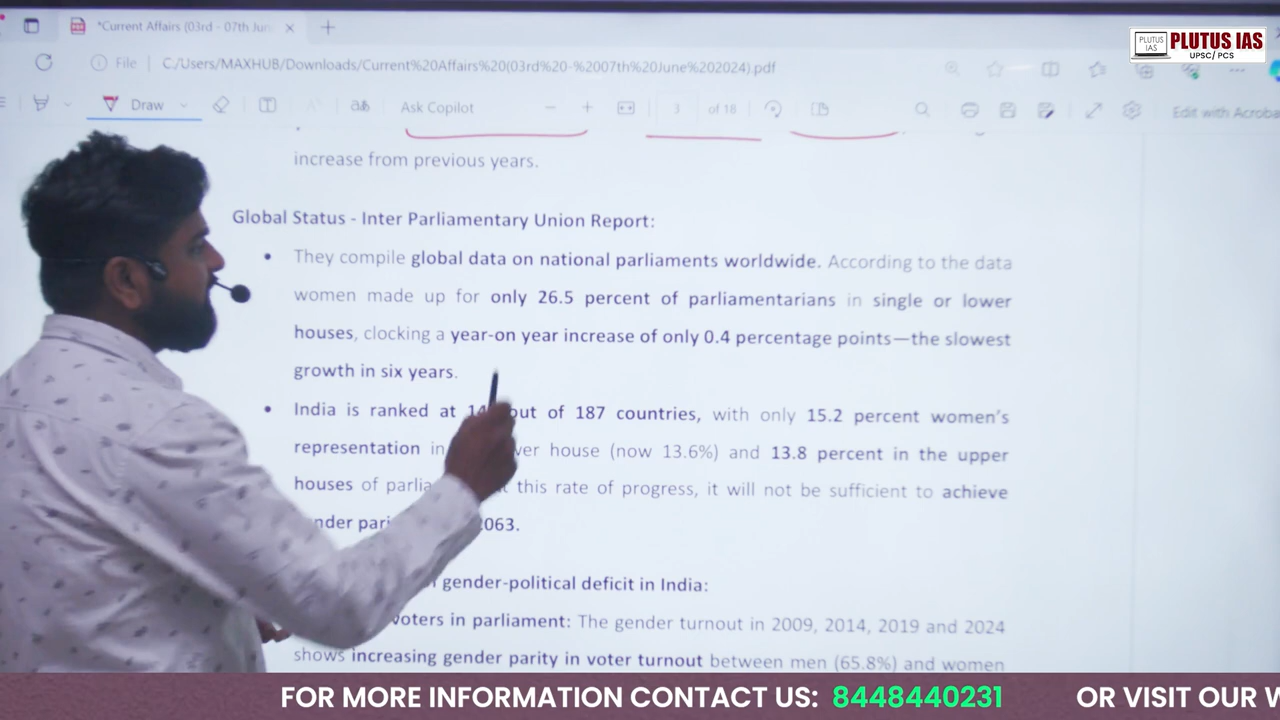 *Current Affairs (03rd - 07th Jun
PLUTUS IAS
PLUTUS IAS
UPSC/ PCS
File | C:/Users/MAXHUB/Downloads/Current%20
%2007th%20June%202024).pdf
Draw
Ask Copilot
3 of 18
Edit with Acroba
increase from previous years.
Global Status - Inter Parliamentary Union Report:
• They compile global data on national parliaments worldwide. According to the data
women made up for only 26.5 percent of parliamentarians in single or lower
houses, clocking a year-on year increase of only 0.4 percentage points—the slowest
growth in six years.
• India is ranked at 14 out of 187 countries, with only 15.2 percent women's
representation in ver house (now 13.6%) and 13.8 percent in the upper
houses of parlia this rate of progress, it will not be sufficient to achieve
nder pari 2063.
gender-political deficit in India:
voters in parliament: The gender turnout in 2009, 2014, 2019 and 2024
shows increasing gender parity in voter turnout between men (65.8%) and women
FOR MORE INFORMATION CONTACT US: 8448440231 OR VISIT OUR W